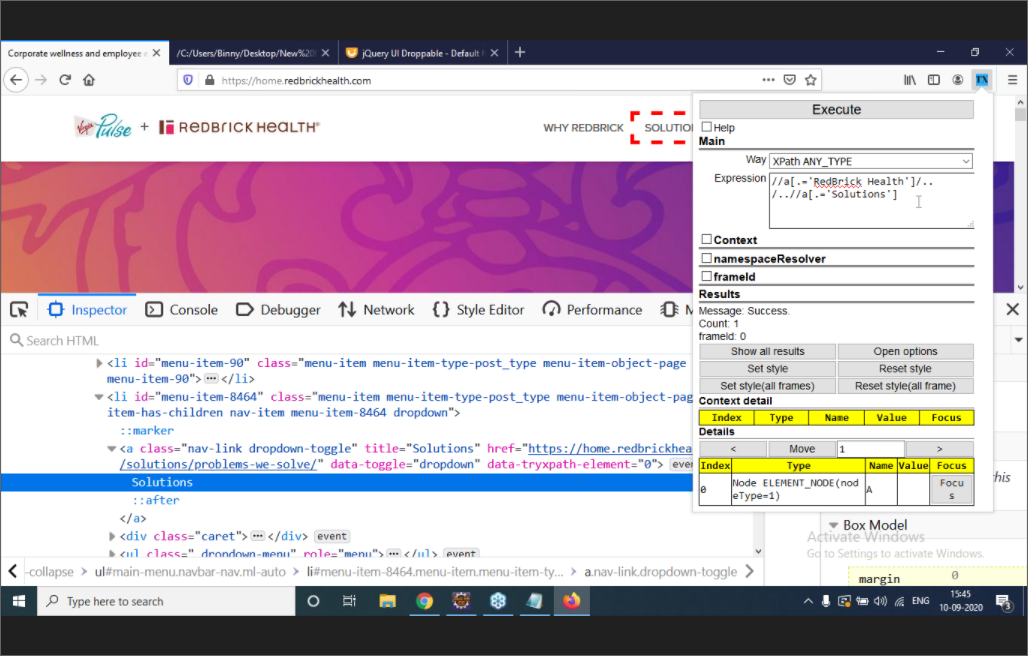 Corporate wellness and employee
/C:/Users/Binny/Desktop/New%20
jQuery UI Droppable - Default
https://home.redbrickhealth.com
TX
Virgin Pulse + REDBRICK HEALTH®
WHY REDBRICK
SOLUTION
Execute
Help
Main
Way XPath ANY_TYPE
Expression //a[.='RedBrick Health']/..
/..//a[.='Solutions']
Context
namespaceResolver
frameId
Results
Message: Success.
Count: 1
frameId: 0
Show all results Open options
Set style Reset style
Set style(all frames) Reset style(all frame)
Context detail
Index Type Name Value Focus
Details
< Move 1 >
Index Type Name Value Focus
0 Node ELEMENT_NODE(nod
eType=1) A Focu
s
Inspector Console Debugger Network Style Editor Performance M
Search HTML
<li id="menu-item-90" class="menu-item menu-item-type-post_type menu-item-object-page
menu-item-90">···</li>
<li id="menu-item-8464" class="menu-item menu-item-type-post_type menu-item-object-pag
item-has-children nav-item menu-item-8464 dropdown">
::marker
<a class="nav-link dropdown-toggle" title="Solutions" href="https://home.redbrickhea
/solutions/problems-we-solve/" data-toggle="dropdown" data-tryxpath-element="0"> even
Solutions
::after
</a>
<div class="caret">···</div> event
<ul class=" dropdown-menu" role="menu">···</ul> event
-collapse > ul#main-menu.navbar-nav.ml-auto > li#menu-item-8464.menu-item.menu-item-ty... > a.nav-link.dropdown-toggle
this
Box Model
Activate Windows
Go to Settings to activate Windows.
margin 0
Type here to search
ENG
15:45
10-09-2020
3